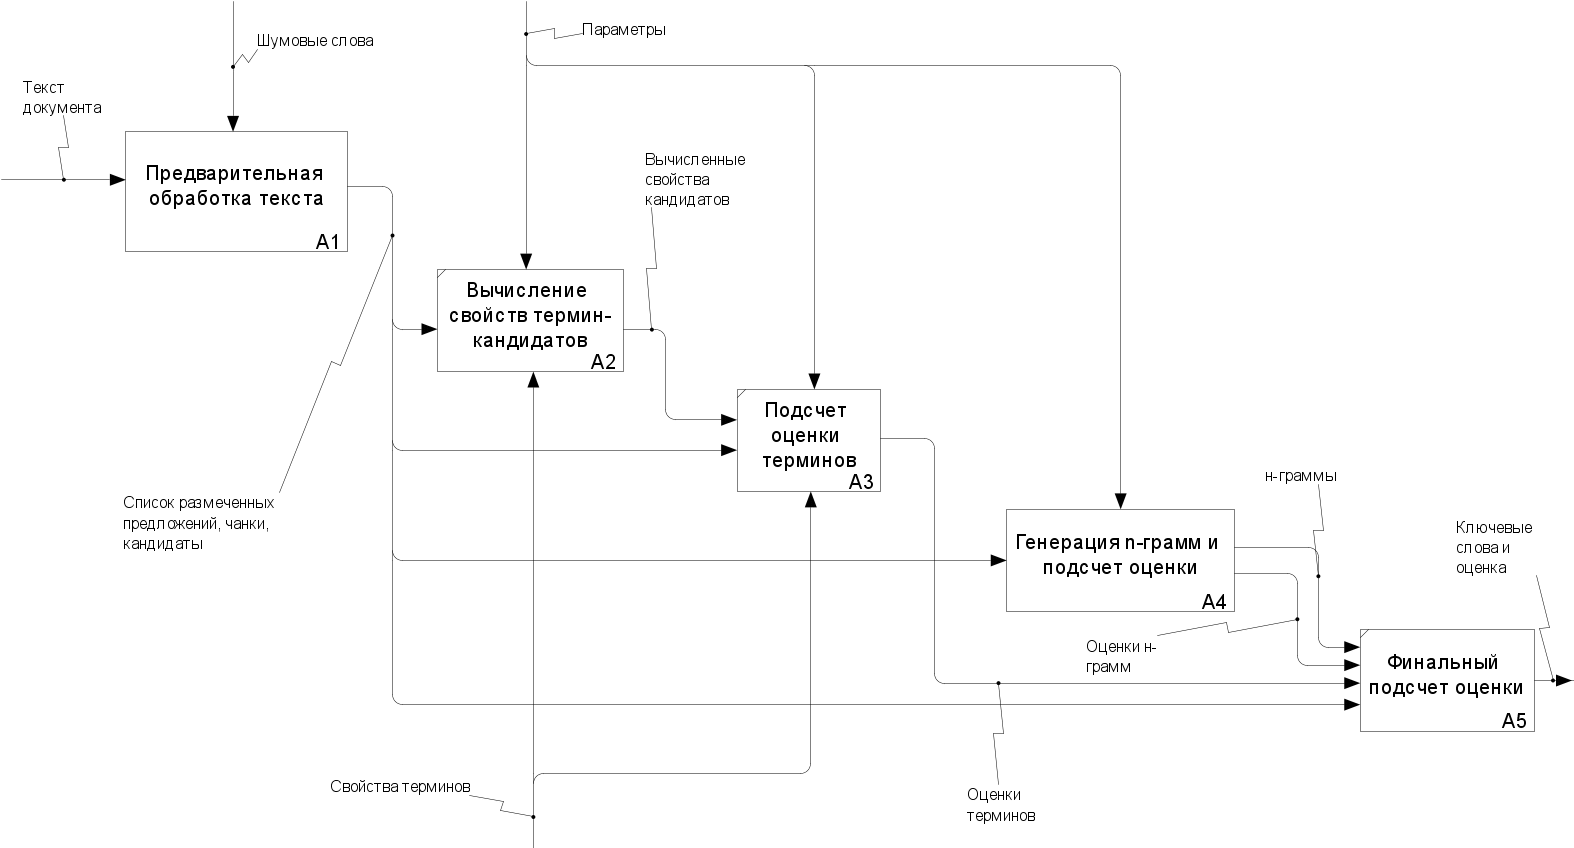 Параметры
Шумовые слова
Текст
документа
Предварительная
обработка текста
A1
Вычисленные
свойства
кандидатов
Вычисление
свойств термин-
кандидатов
A2
Подсчет
оценки
терминов
A3
Список размеченных
предложений, чанки,
кандидаты
н-граммы
Генерация n-грамм и
подсчет оценки
A4
Ключевые
слова и
оценка
Оценки н-
грамм
Финальный
подсчет оценки
A5
Свойства терминов
Оценки
терминов